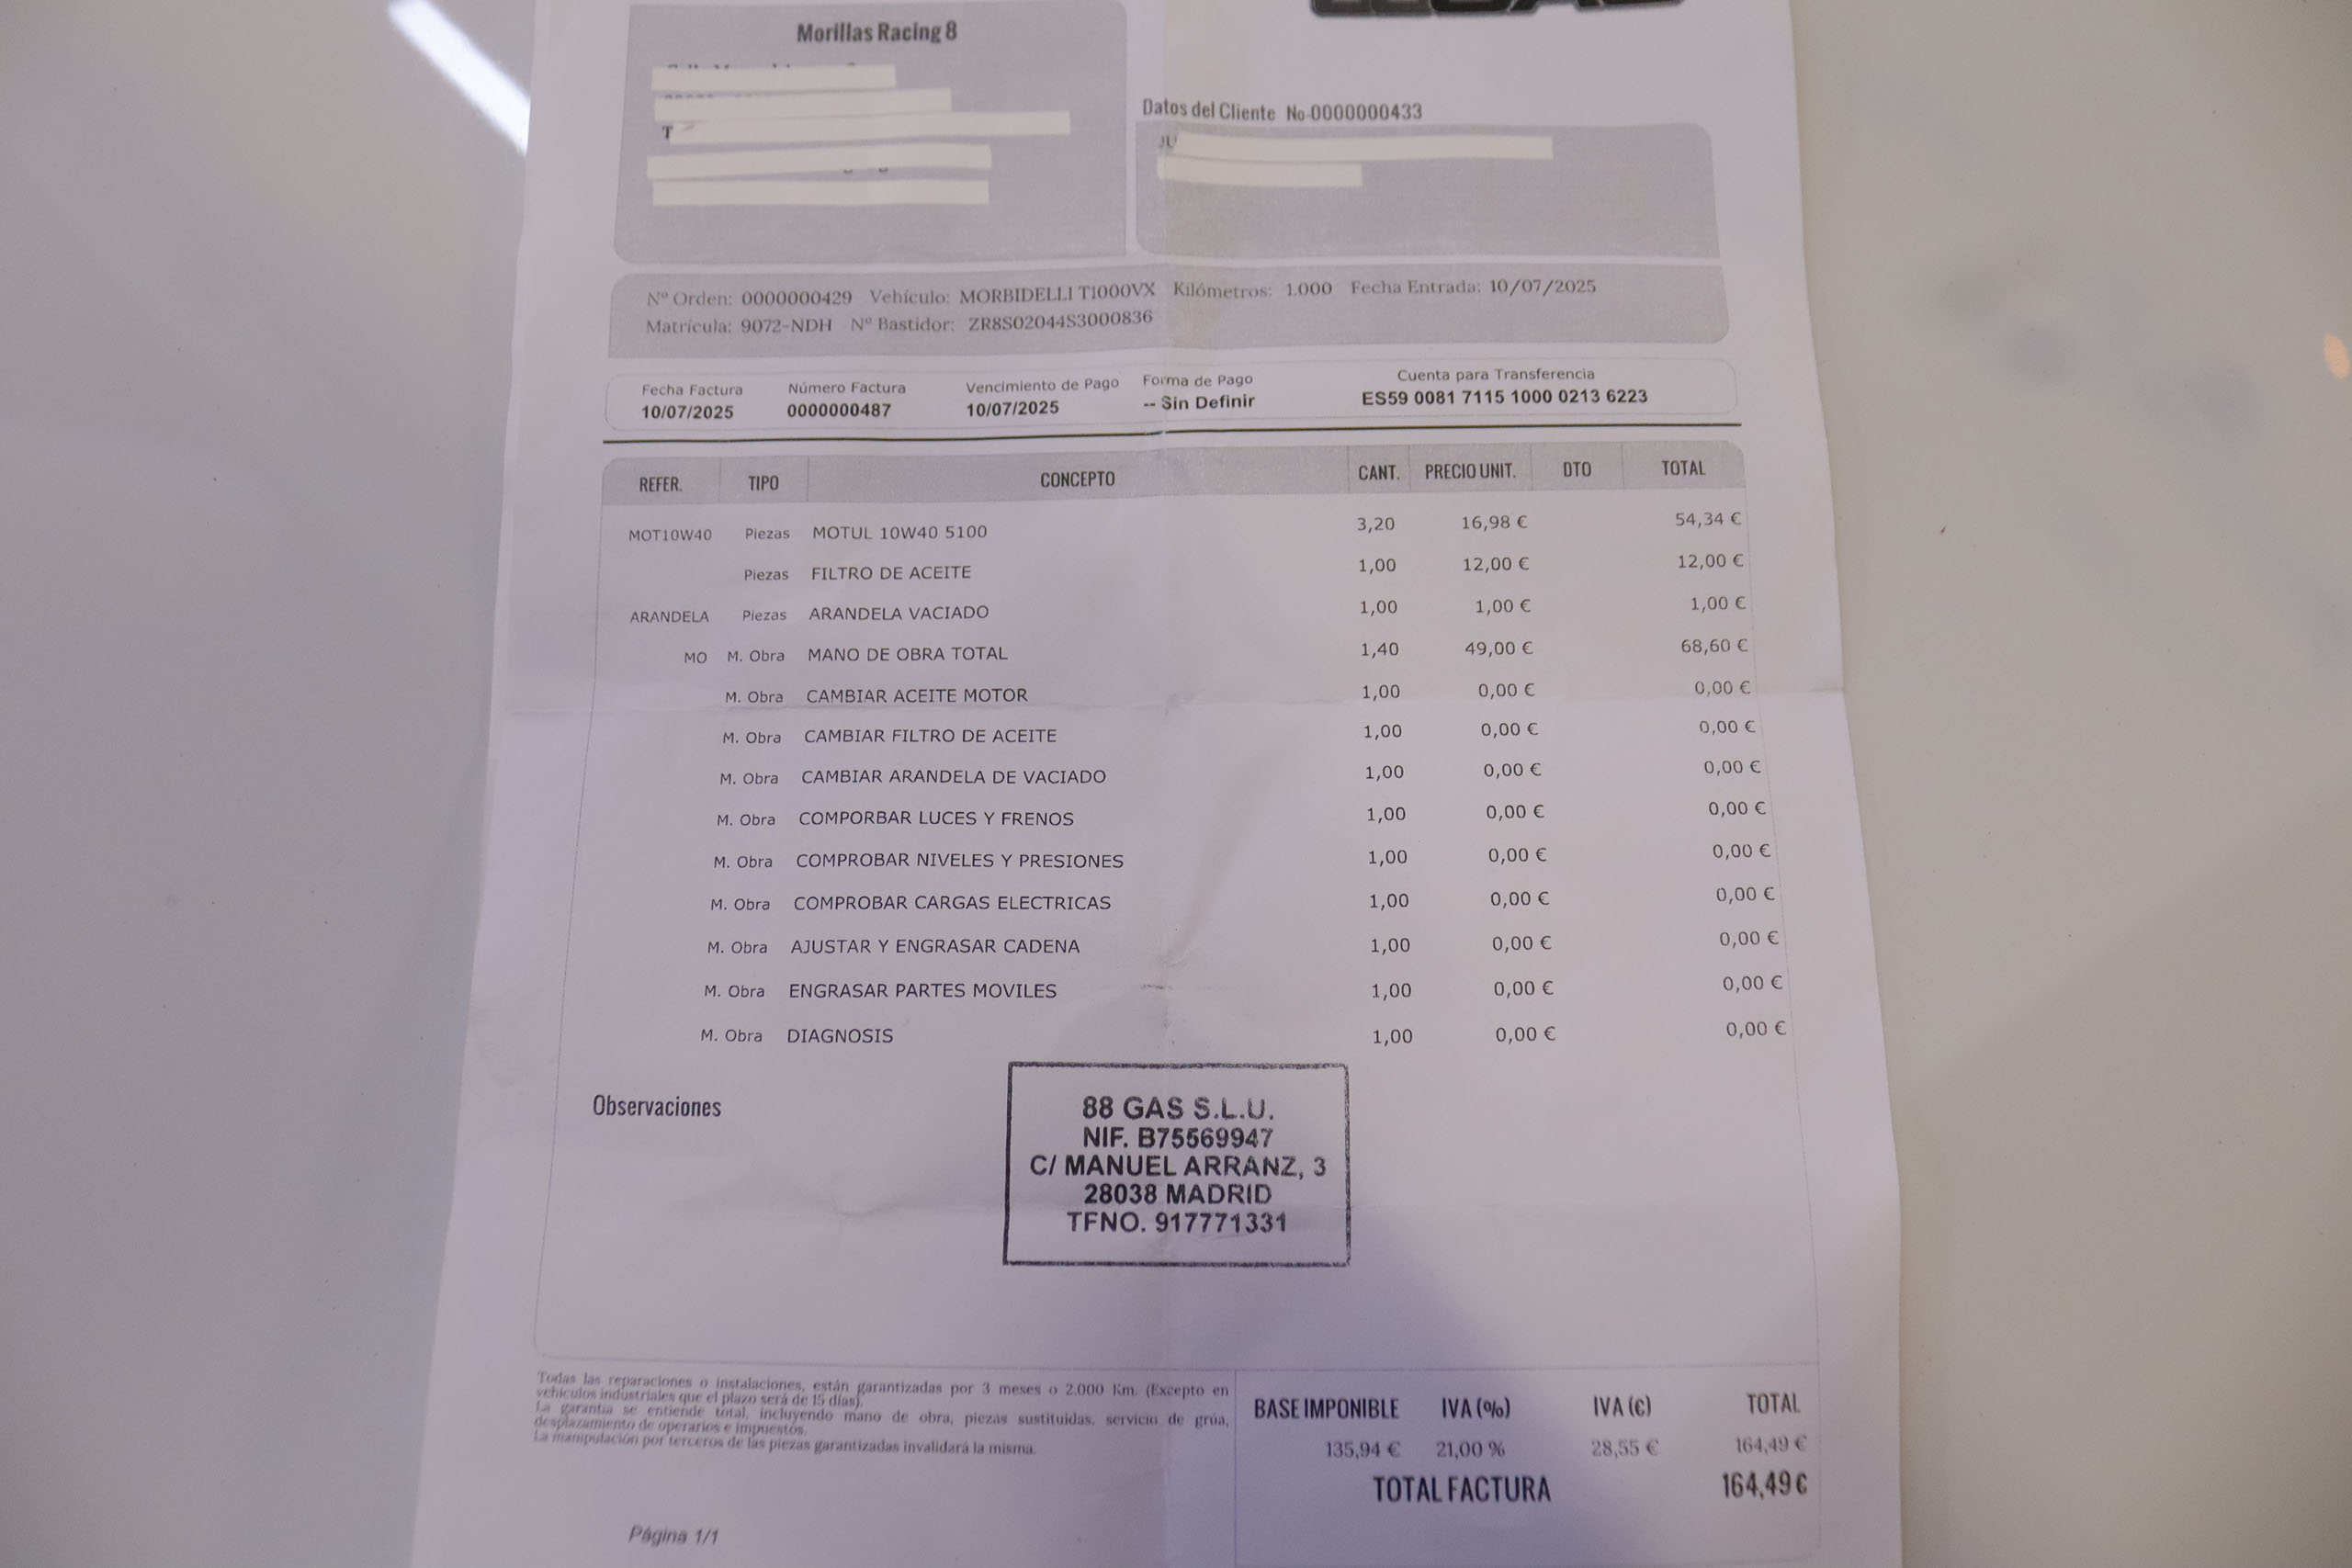 Morillas Racing 8
T
Datos del Cliente No 0000000433
JU
Nº Orden: 0000000429 Vehículo: MORBIDELLI T1000VX Kilómetros: 1.000 Fecha Entrada: 10/07/2025
Matrícula: 9072-NDH Nº Bastidor: ZR8S02044S3000836
Fecha Factura Número Factura Vencimiento de Pago Forma de Pago Cuenta para Transferencia
10/07/2025 0000000487 10/07/2025 -- Sin Definir ES59 0081 7115 1000 0213 6223
REFER. TIPO CONCEPTO CANT. PRECIO UNIT. DTO TOTAL
MOT10W40 Piezas MOTUL 10W40 5100 3,20 16,98 € 54,34 €
Piezas FILTRO DE ACEITE 1,00 12,00 € 12,00 €
ARANDELA Piezas ARANDELA VACIADO 1,00 1,00 € 1,00 €
MO M. Obra MANO DE OBRA TOTAL 1,40 49,00 € 68,60 €
M. Obra CAMBIAR ACEITE MOTOR 1,00 0,00 € 0,00 €
M. Obra CAMBIAR FILTRO DE ACEITE 1,00 0,00 € 0,00 €
M. Obra CAMBIAR ARANDELA DE VACIADO 1,00 0,00 € 0,00 €
M. Obra COMPORBAR LUCES Y FRENOS 1,00 0,00 € 0,00 €
M. Obra COMPROBAR NIVELES Y PRESIONES 1,00 0,00 € 0,00 €
M. Obra COMPROBAR CARGAS ELECTRICAS 1,00 0,00 € 0,00 €
M. Obra AJUSTAR Y ENGRASAR CADENA 1,00 0,00 € 0,00 €
M. Obra ENGRASAR PARTES MOVILES 1,00 0,00 € 0,00 €
M. Obra DIAGNOSIS 1,00 0,00 € 0,00 €
Observaciones
88 GAS S.L.U.
NIF. B75569947
C/ MANUEL ARRANZ, 3
28038 MADRID
TFNO. 917771331
Todas las reparaciones o instalaciones, están garantizadas por 3 meses o 2.000 Km. (Excepto en
vehículos industriales que el plazo será de 15 días).
La garantía se entiende total, incluyendo mano de obra, piezas sustituidas, servicio de grúa,
desplazamiento de operarios e impuestos.
La manipulación por terceros de las piezas garantizadas invalidará la misma.
BASE IMPONIBLE IVA (%) IVA (€) TOTAL
135,94 € 21,00 % 28,55 € 164,49 €
TOTAL FACTURA 164,49 €
Página 1/1